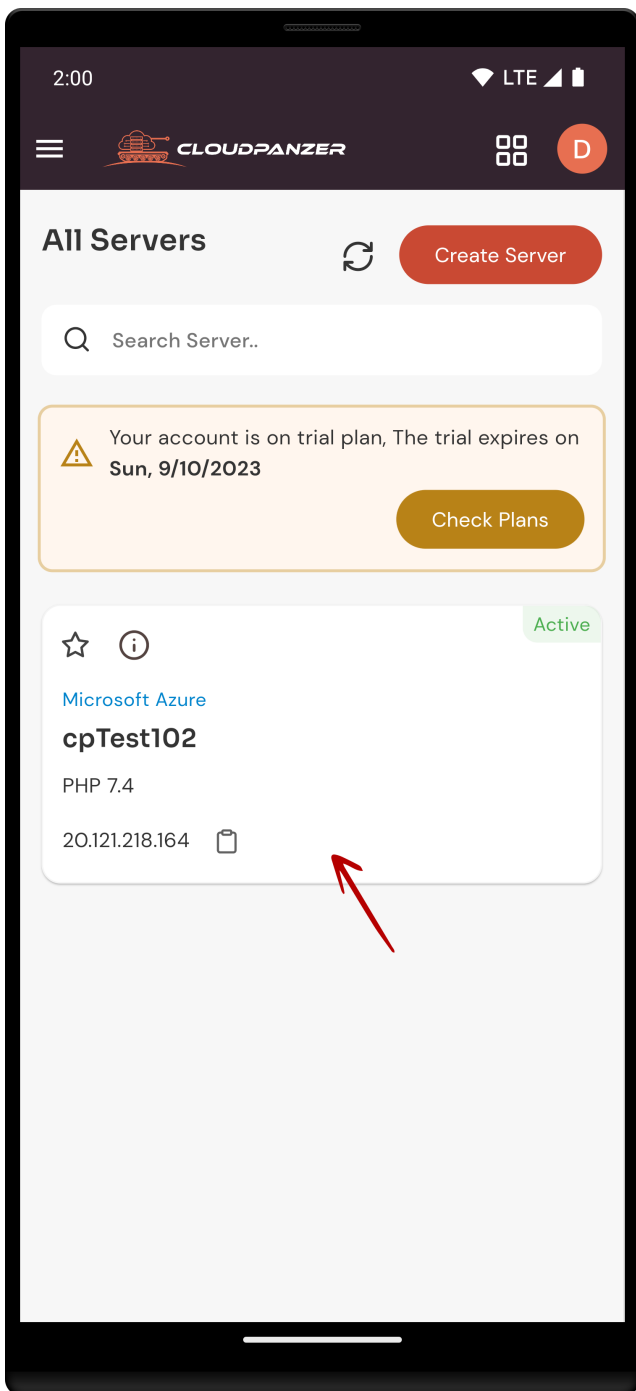 2:00
LTE
CLOUDPANZER
D
All Servers
Create Server
Search Server..
Your account is on trial plan, The trial expires on
Sun, 9/10/2023
Check Plans
Active
Microsoft Azure
cpTest102
PHP 7.4
20.121.218.164